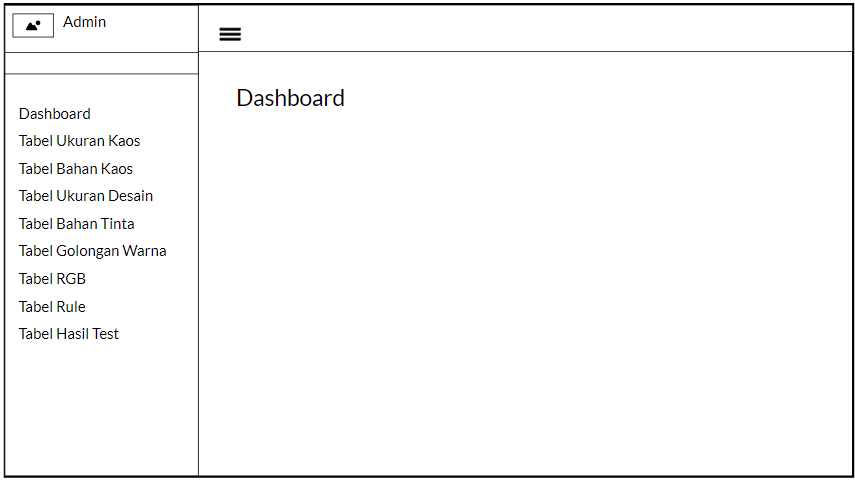 Admin
Dashboard
Tabel Ukuran Kaos
Tabel Bahan Kaos
Tabel Ukuran Desain
Tabel Bahan Tinta
Tabel Golongan Warna
Tabel RGB
Tabel Rule
Tabel Hasil Test
Dashboard